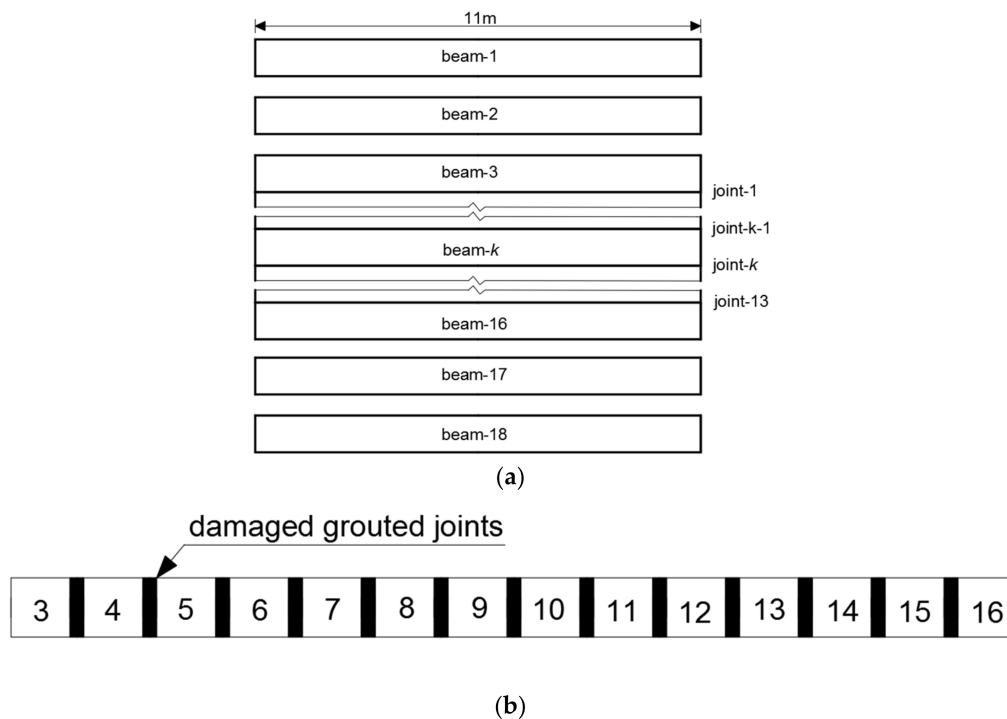 11m
beam-1
beam-2
beam-3
joint-1
joint-k-1
beam-k
joint-k
joint-13
beam-16
beam-17
beam-18
(a)
damaged grouted joints
3 4 5 6 7 8 9 10 11 12 13 14 15 16
(b)